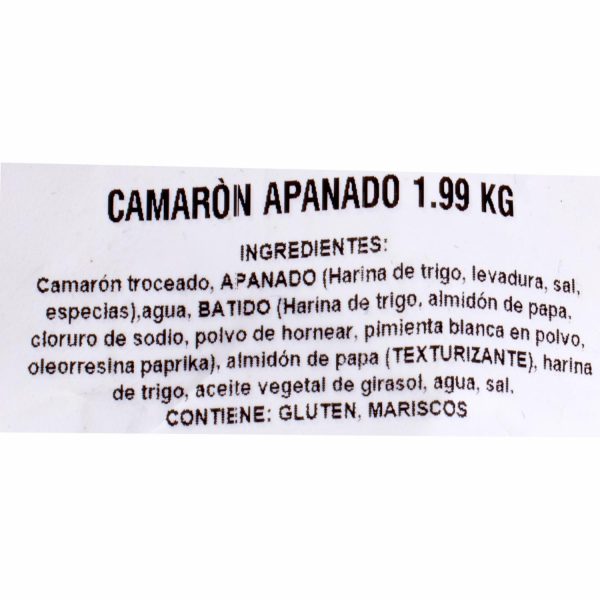 CAMARÒN APANADO 1.99 KG
INGREDIENTES:
Camarón troceado, APANADO (Harina de trigo, levadura, sal,
especias),agua, BATIDO (Harina de trigo, almidón de papa,
cloruro de sodio, polvo de hornear, pimienta blanca en polvo,
oleorresina paprika), almidón de papa (TEXTURIZANTE), harina
de trigo, aceite vegetal de girasol, agua, sal.
CONTIENE: GLUTEN, MARISCOS